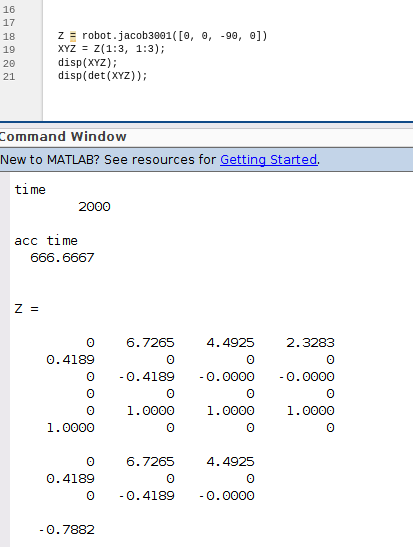 16
17
18 Z = robot.jacob3001([0, 0, -90, 0])
19 XYZ = Z(1:3, 1:3);
20 disp(XYZ);
21 disp(det(XYZ));
Command Window
New to MATLAB? See resources for Getting Started.
time
2000
acc time
666.6667
Z =
0 6.7265 4.4925 2.3283
0.4189 0 0 0
0 -0.4189 -0.0000 -0.0000
0 0 0 0
0 1.0000 1.0000 1.0000
1.0000 0 0 0
0 6.7265 4.4925
0.4189 0 0
0 -0.4189 -0.0000
-0.7882